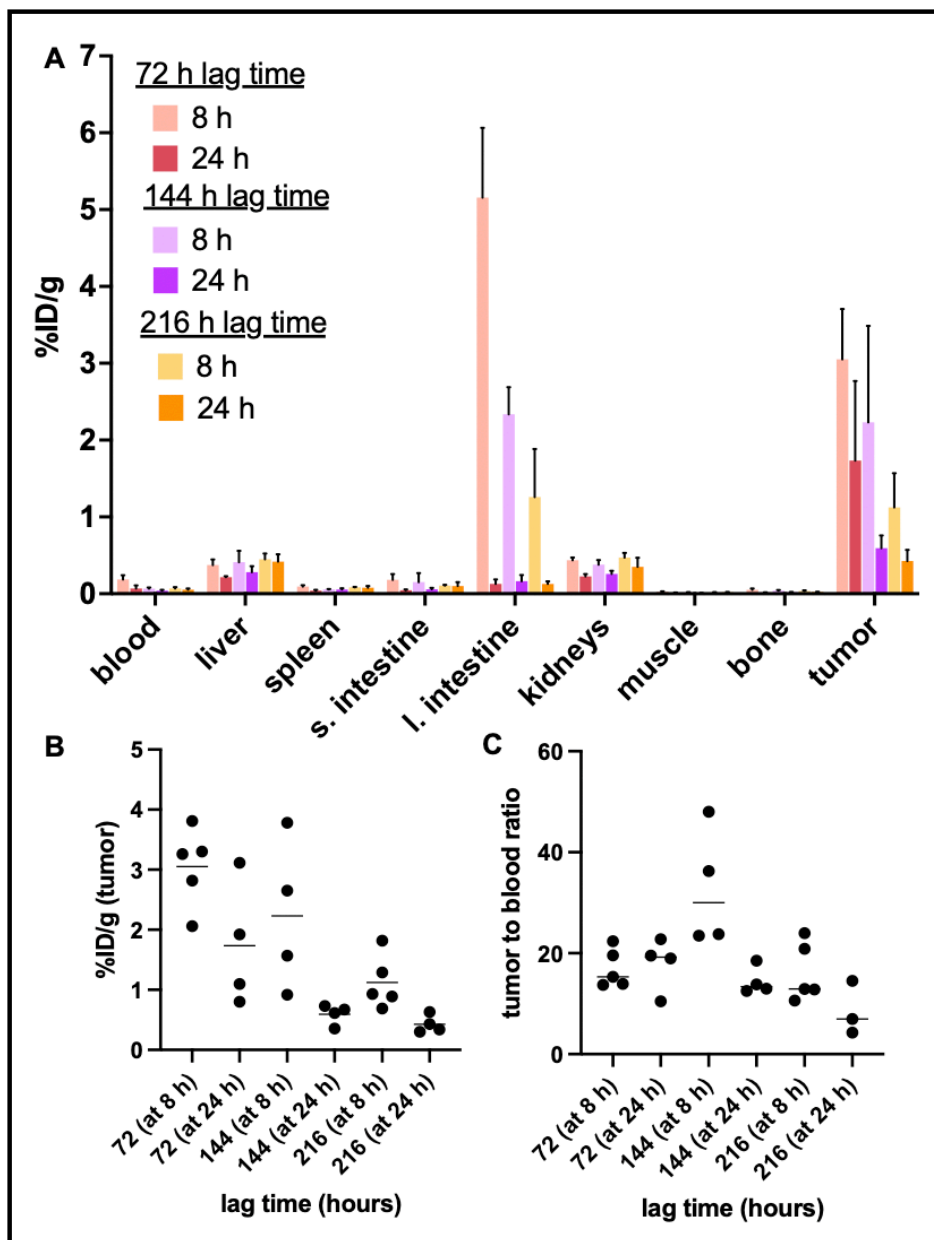 A
7
6
5
4
3
2
1
0
%ID/g
72 h lag time
8 h
24 h
144 h lag time
8 h
24 h
216 h lag time
8 h
24 h
blood
liver
spleen
s. intestine
l. intestine
kidneys
muscle
bone
tumor
B
5
4
3
2
1
0
%ID/g (tumor)
72 (at 8 h)
72 (at 24 h)
144 (at 8 h)
144 (at 24 h)
216 (at 8 h)
216 (at 24 h)
lag time (hours)
C
60
40
20
0
tumor to blood ratio
72 (at 8 h)
72 (at 24 h)
144 (at 8 h)
144 (at 24 h)
216 (at 8 h)
216 (at 24 h)
lag time (hours)